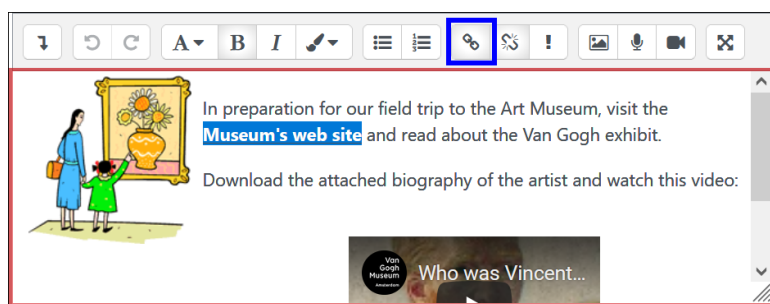 A B I
In preparation for our field trip to the Art Museum, visit the
Museum's web site and read about the Van Gogh exhibit.
Download the attached biography of the artist and watch this video:
Van
Gogh
Museum
Amsterdam
Who was Vincent...